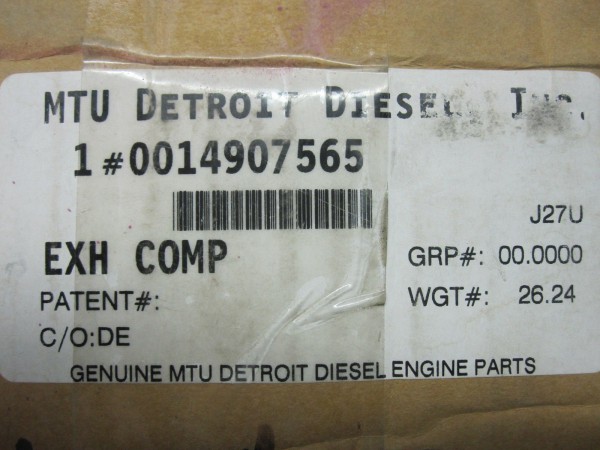 MTU DETROIT DIESEL, INC.
1#0014907565
J27U
EXH COMP
GRP#: 00.0000
PATENT#:
WGT#: 26.24
C/O:DE
GENUINE MTU DETROIT DIESEL ENGINE PARTS